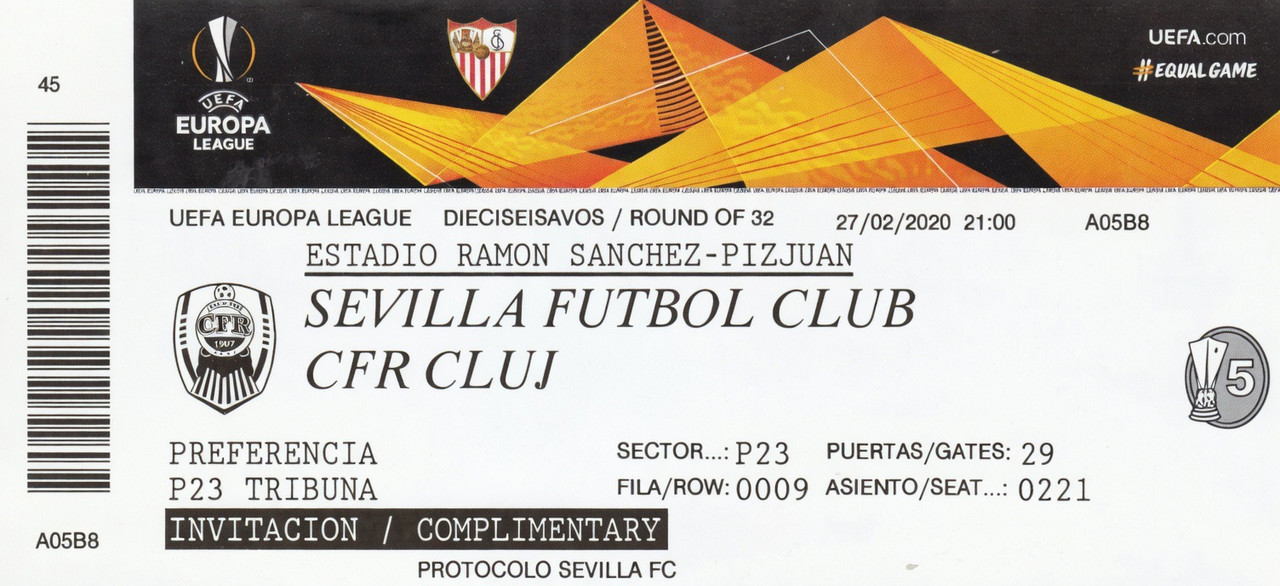 45
UEFA
EUROPA
LEAGUE
UEFA.com
#EQUALGAME
UEFA EUROPA LEAGUE DIECISEISAVOS / ROUND OF 32 27/02/2020 21:00 A05B8
ESTADIO RAMON SANCHEZ-PIZJUAN
SEVILLA FUTBOL CLUB
CFR CLUJ
CFR
1907
5
PREFERENCIA SECTOR...: P23 PUERTAS/GATES: 29
P23 TRIBUNA FILA/ROW: 0009 ASIENTO/SEAT...: 0221
INVITACION / COMPLIMENTARY
A05B8
PROTOCOLO SEVILLA FC